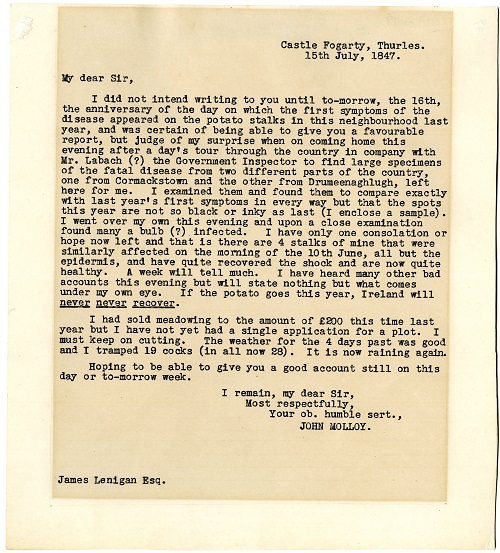 Castle Fogarty, Thurles.
15th July, 1847.
My dear Sir,
I did not intend writing to you until to-morrow, the 16th,
the anniversary of the day on which the first symptoms of the
disease appeared on the potato stalks in this neighbourhood last
year, and was certain of being able to give you a favourable
report, but judge of my surprise when on coming home this
evening after a day's tour through the country in company with
Mr. Labach (?) the Government Inspector to find large specimens
of the fatal disease from two different parts of the country,
one from Cormackstown and the other from Drumeenaghlugh, left
here for me. I examined them and found them to compare exactly
with last year's first symptoms in every way but that the spots
this year are not so black or inky as last (I enclose a sample).
I went over my own this evening and upon a close examination
found many a bulb (?) infected. I have only one consolation or
hope now left and that is there are 4 stalks of mine that were
similarly affected on the morning of the 10th June, all but the
epidermis, and have quite recovered the shock and are now quite
healthy. A week will tell much. I have heard many other bad
accounts this evening but will state nothing but what comes
under my own eye. If the potato goes this year, Ireland will
never never recover.
I had sold meadowing to the amount of £200 this time last
year but I have not yet had a single application for a plot. I
must keep on cutting. The weather for the 4 days past was good
and I tramped 19 cocks (in all now 28). It is now raining again.
Hoping to be able to give you a good account still on this
day or to-morrow week.
I remain, my dear Sir,
Most respectfully,
Your ob. humble sert.,
JOHN MOLLOY.
James Lenigan Esq.